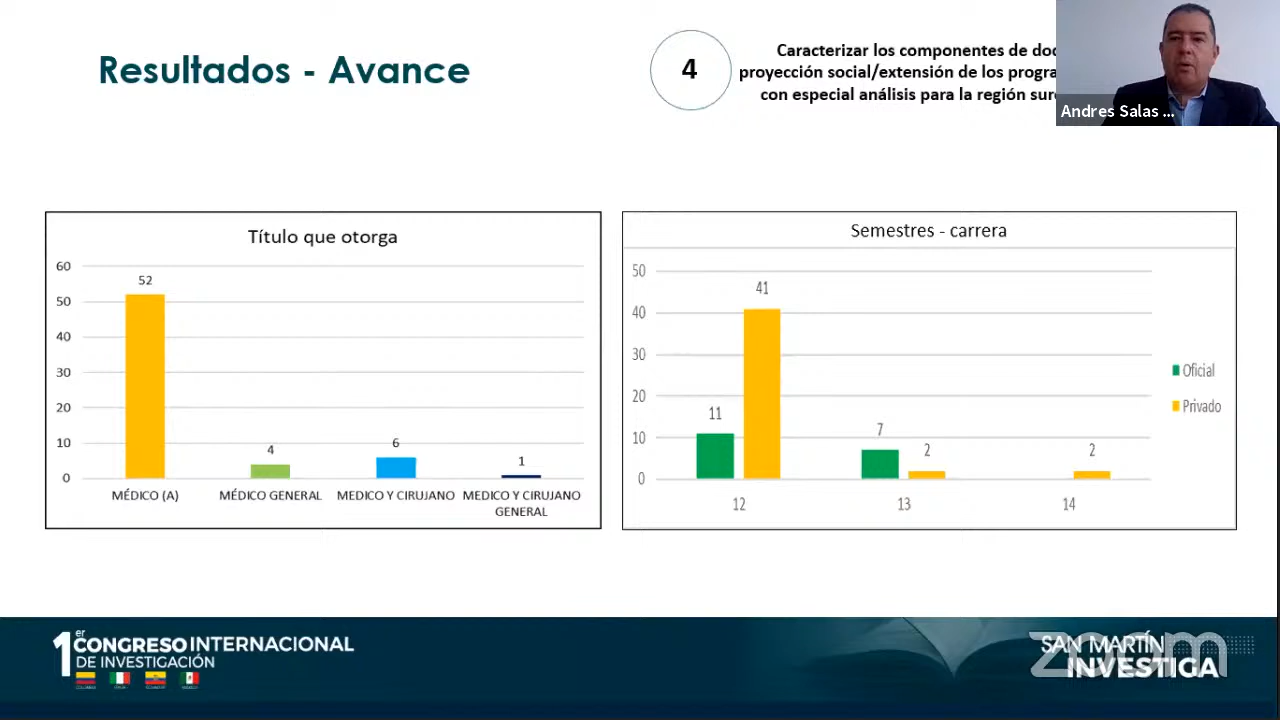 Resultados - Avance
4
Caracterizar los componentes de
proyección social/extensión de los
con especial análisis para la región
Andres Salas ...
Título que otorga
60
50
40
30
20
10
0
52
4
6
1
MÉDICO (A)
MÉDICO GENERAL
MEDICO Y CIRUJANO
MEDICO Y CIRUJANO
GENERAL
Semestres - carrera
50
40
30
20
10
0
11
41
7
2
2
12
13
14
Oficial
Privado
1er CONGRESO INTERNACIONAL
DE INVESTIGACIÓN
SAN MARTÍN
INVESTIGA
zoom